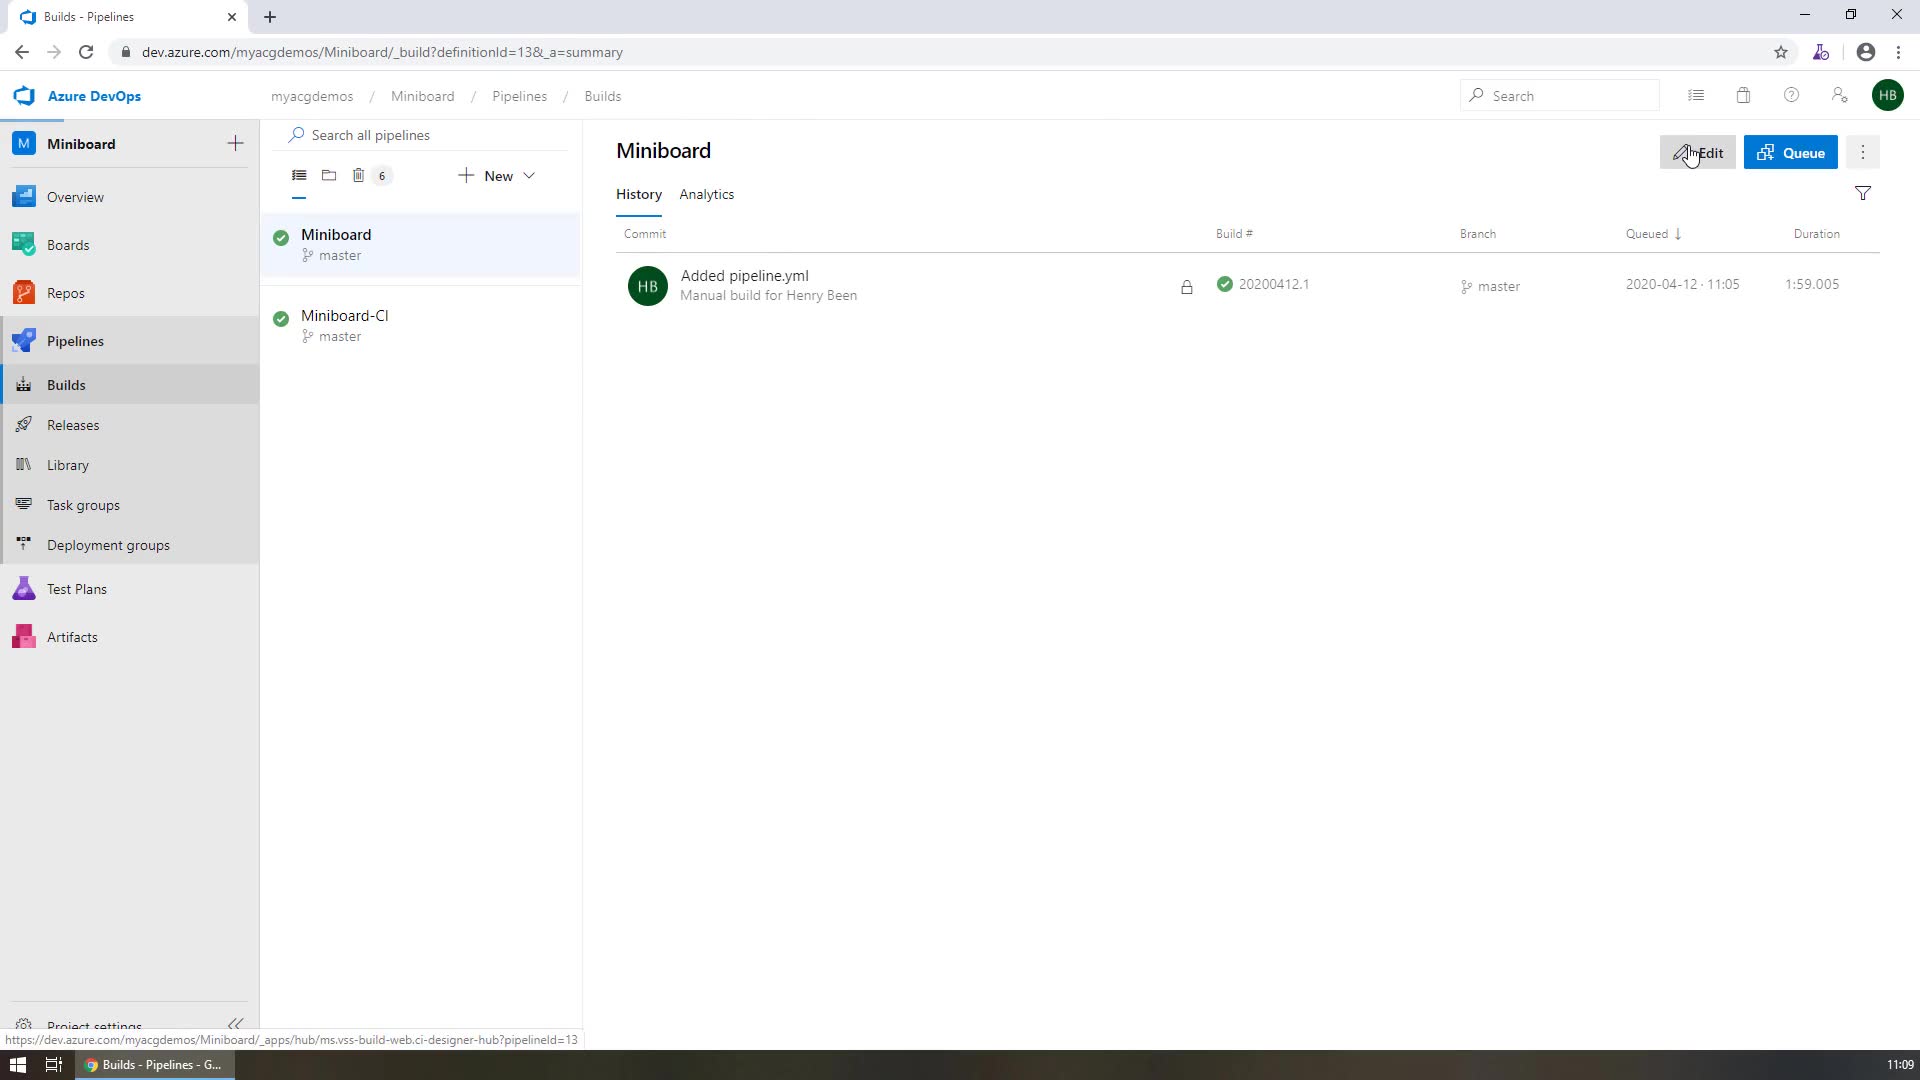 Builds - Pipelines
dev.azure.com/myacgdemos/Miniboard/_build?definitionId=13&_a=summary
Azure DevOps
myacgdemos / Miniboard / Pipelines / Builds
Search
HB
M Miniboard
Overview
Boards
Repos
Pipelines
Builds
Releases
Library
Task groups
Deployment groups
Test Plans
Artifacts
Project settings
Search all pipelines
6
New
Miniboard
master
Miniboard-CI
master
Miniboard
Edit
Queue
History Analytics
Commit Build # Branch Queued ↓ Duration
HB
Added pipeline.yml
Manual build for Henry Been
20200412.1
master
2020-04-12 · 11:05
1:59.005
https://dev.azure.com/myacgdemos/Miniboard/_apps/hub/ms.vss-build-web.ci-designer-hub?pipelineId=13
Builds - Pipelines - G...
11:09